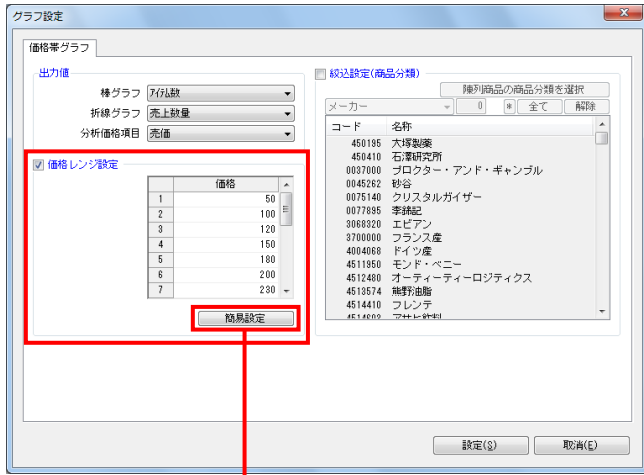 グラフ設定
価格帯グラフ
出力値
棒グラフ アイテム数
折線グラフ 売上数量
分析価格項目 売価
価格レンジ設定
価格
1 50
2 100
3 120
4 150
5 180
6 200
7 230
簡易設定
絞込設定(商品分類)
陳列商品の商品分類を選択
メーカー 0 * 全て 解除
コード 名称
450195 大塚製薬
450410 石澤研究所
0037000 プロクター・アンド・ギャンブル
0045262 砂谷
0075140 クリスタルガイザー
0077895 李錦記
3068320 エビアン
3700000 フランス産
4004068 ドイツ産
4511950 モンド・ベニー
4512480 オーティーティーロジティクス
4513574 熊野油脂
4514410 フレンテ
4514603 アサヒ飲料
設定(S) 取消(E)